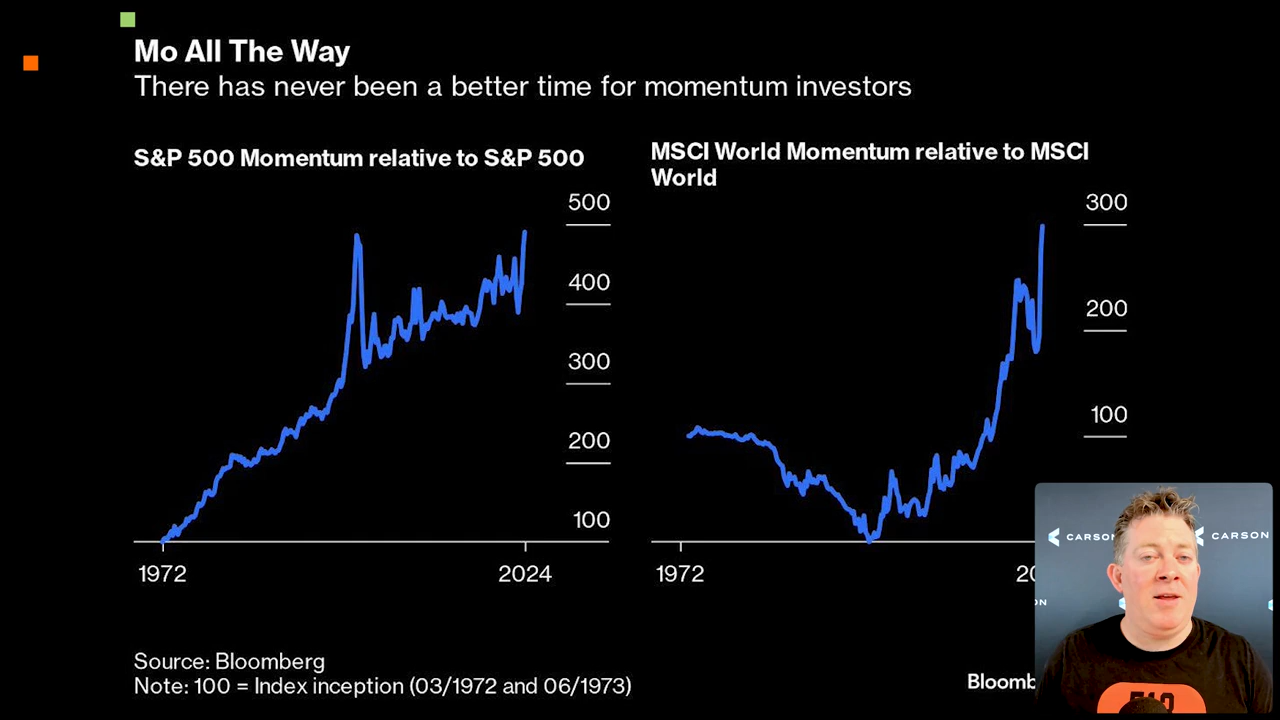 Mo All The Way
There has never been a better time for momentum investors
S&P 500 Momentum relative to S&P 500
500
400
300
200
100
1972
2024
MSCI World Momentum relative to MSCI
World
300
200
100
1972
20
Source: Bloomberg
Note: 100 = Index inception (03/1972 and 06/1973)
Bloomb
CARSON
CARSON